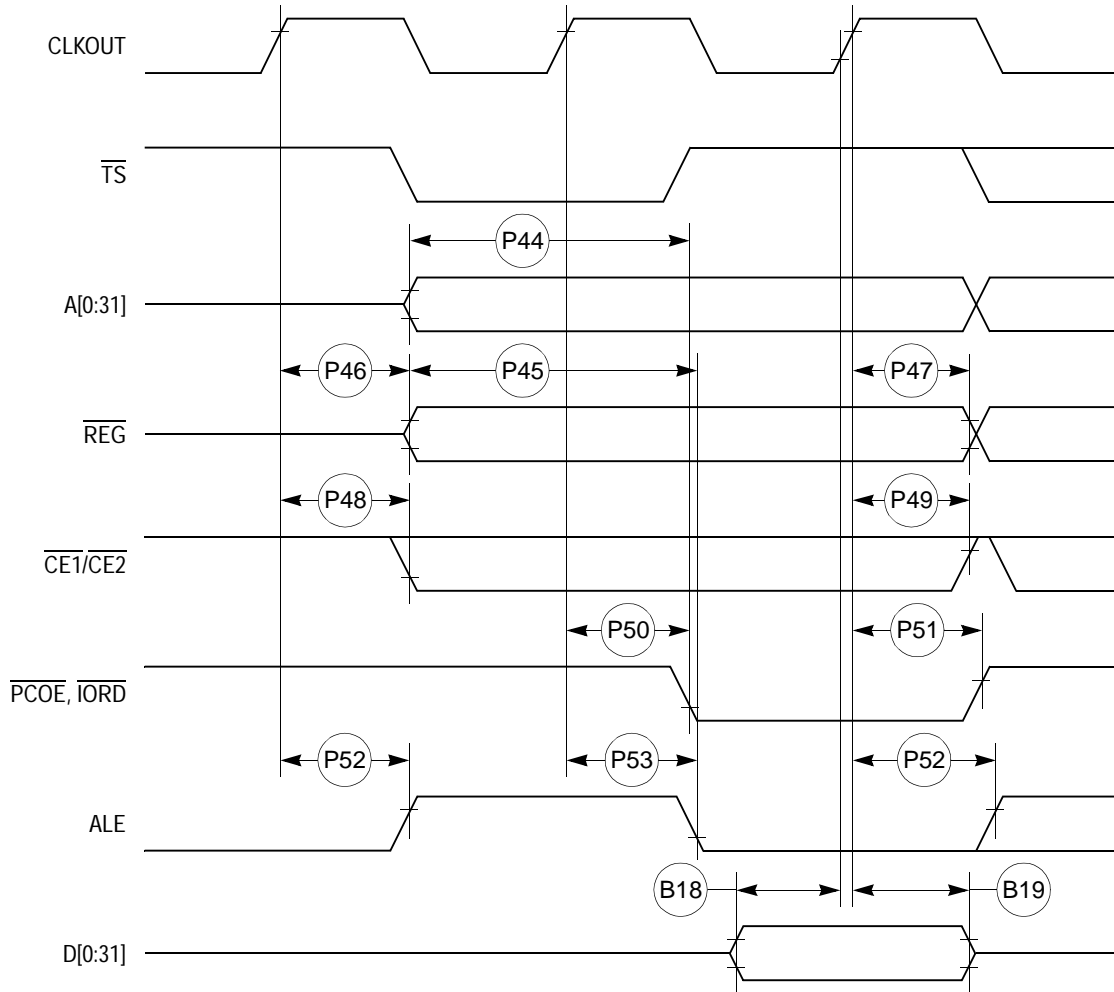 CLKOUT
TS
P44
A[0:31]
P46 P45 P47
REG
P48 P49
CE1/CE2
P50 P51
PCOE, IORD
P52 P53 P52
ALE
B18 B19
D[0:31]